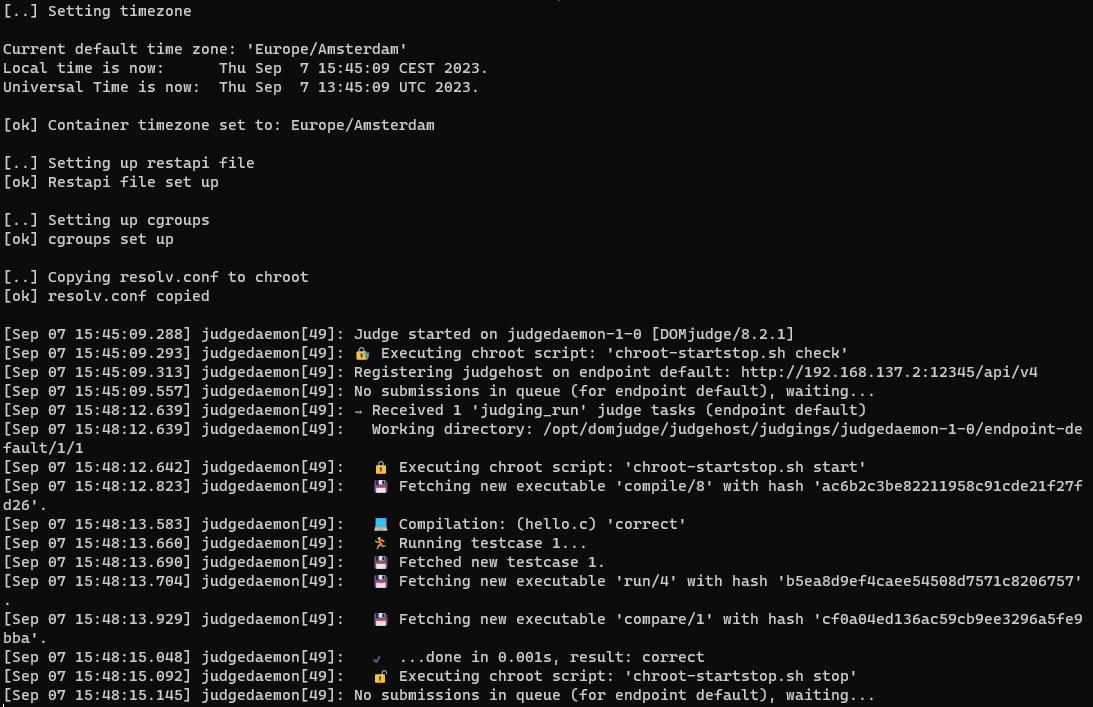 [..] Setting timezone
Current default time zone: 'Europe/Amsterdam'
Local time is now:      Thu Sep  7 15:45:09 CEST 2023.
Universal Time is now:  Thu Sep  7 13:45:09 UTC 2023.
[ok] Container timezone set to: Europe/Amsterdam
[..] Setting up restapi file
[ok] Restapi file set up
[..] Setting up cgroups
[ok] cgroups set up
[..] Copying resolv.conf to chroot
[ok] resolv.conf copied
[Sep 07 15:45:09.288] judgedaemon[49]: Judge started on judgedaemon-1-0 [DOMjudge/8.2.1]
[Sep 07 15:45:09.293] judgedaemon[49]: 🔐 Executing chroot script: 'chroot-startstop.sh check'
[Sep 07 15:45:09.313] judgedaemon[49]: Registering judgehost on endpoint default: http://192.168.137.2:12345/api/v4
[Sep 07 15:45:09.557] judgedaemon[49]: No submissions in queue (for endpoint default), waiting...
[Sep 07 15:48:12.639] judgedaemon[49]: → Received 1 'judging_run' judge tasks (endpoint default)
[Sep 07 15:48:12.639] judgedaemon[49]:   Working directory: /opt/domjudge/judgehost/judgings/judgedaemon-1-0/endpoint-de
fault/1/1
[Sep 07 15:48:12.642] judgedaemon[49]:   🔒 Executing chroot script: 'chroot-startstop.sh start'
[Sep 07 15:48:12.823] judgedaemon[49]:   💾 Fetching new executable 'compile/8' with hash 'ac6b2c3be82211958c91cde21f27f
d26'.
[Sep 07 15:48:13.583] judgedaemon[49]:   💻 Compilation: (hello.c) 'correct'
[Sep 07 15:48:13.660] judgedaemon[49]:   🏃 Running testcase 1...
[Sep 07 15:48:13.690] judgedaemon[49]:   💾 Fetched new testcase 1.
[Sep 07 15:48:13.704] judgedaemon[49]:   💾 Fetching new executable 'run/4' with hash 'b5ea8d9ef4caee54508d7571c8206757'
.
[Sep 07 15:48:13.929] judgedaemon[49]:   💾 Fetching new executable 'compare/1' with hash 'cf0a04ed136ac59cb9ee3296a5fe9
bba'.
[Sep 07 15:48:15.048] judgedaemon[49]:   ✔ ...done in 0.001s, result: correct
[Sep 07 15:48:15.092] judgedaemon[49]:   🔓 Executing chroot script: 'chroot-startstop.sh stop'
[Sep 07 15:48:15.145] judgedaemon[49]: No submissions in queue (for endpoint default), waiting...